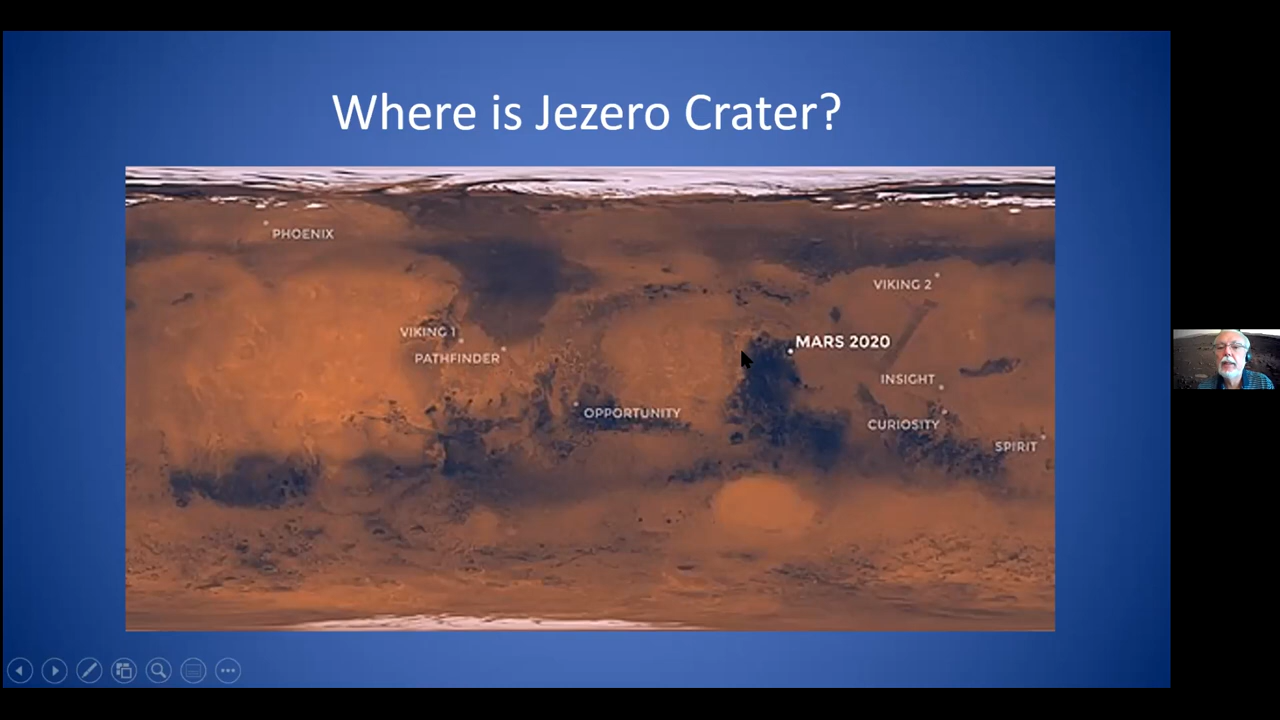 Where is Jezero Crater?
PHOENIX
VIKING 2
VIKING 1
MARS 2020
PATHFINDER
INSIGHT
OPPORTUNITY
CURIOSITY
SPIRIT